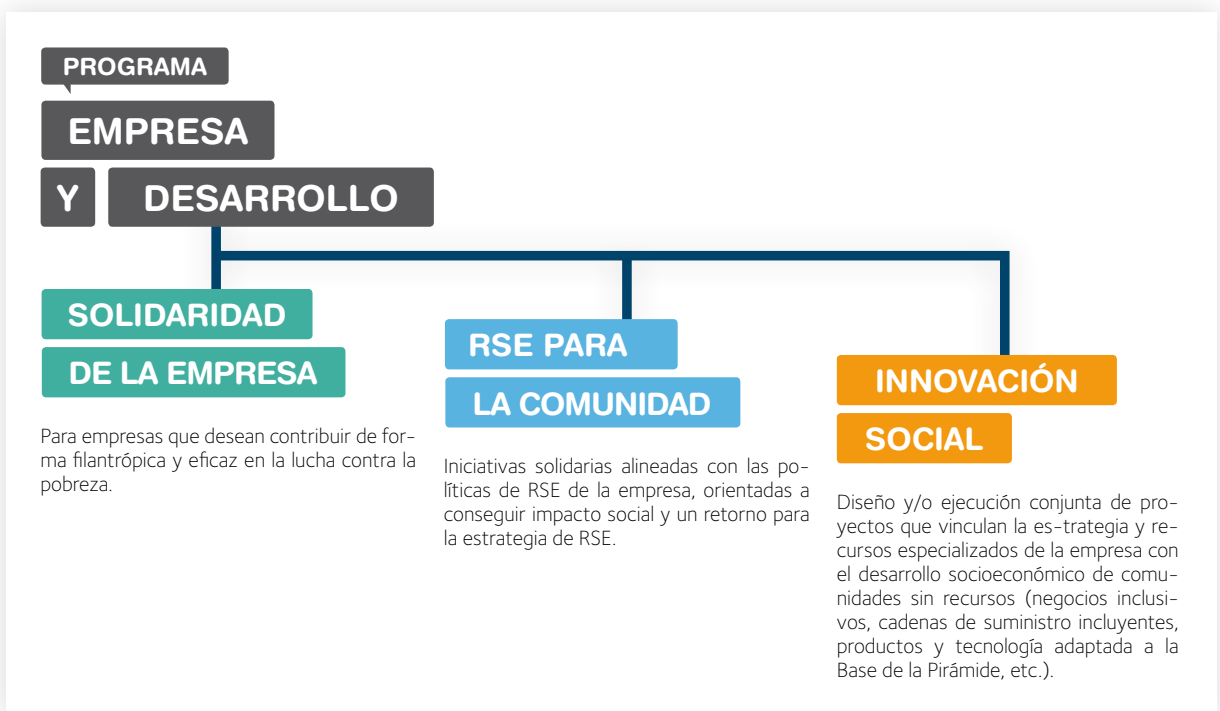 PROGRAMA
EMPRESA
Y DESARROLLO
SOLIDARIDAD
DE LA EMPRESA
Para empresas que desean contribuir de for-
ma filantrópica y eficaz en la lucha contra la
pobreza.
RSE PARA
LA COMUNIDAD
Iniciativas solidarias alineadas con las po-
líticas de RSE de la empresa, orientadas a
conseguir impacto social y un retorno para
la estrategia de RSE.
INNOVACIÓN
SOCIAL
Diseño y/o ejecución conjunta de pro-
yectos que vinculan la es-trategia y re-
cursos especializados de la empresa con
el desarrollo socioeconómico de comu-
nidades sin recursos (negocios inclusi-
vos, cadenas de suministro incluyentes,
productos y tecnología adaptada a la
Base de la Pirámide, etc.).